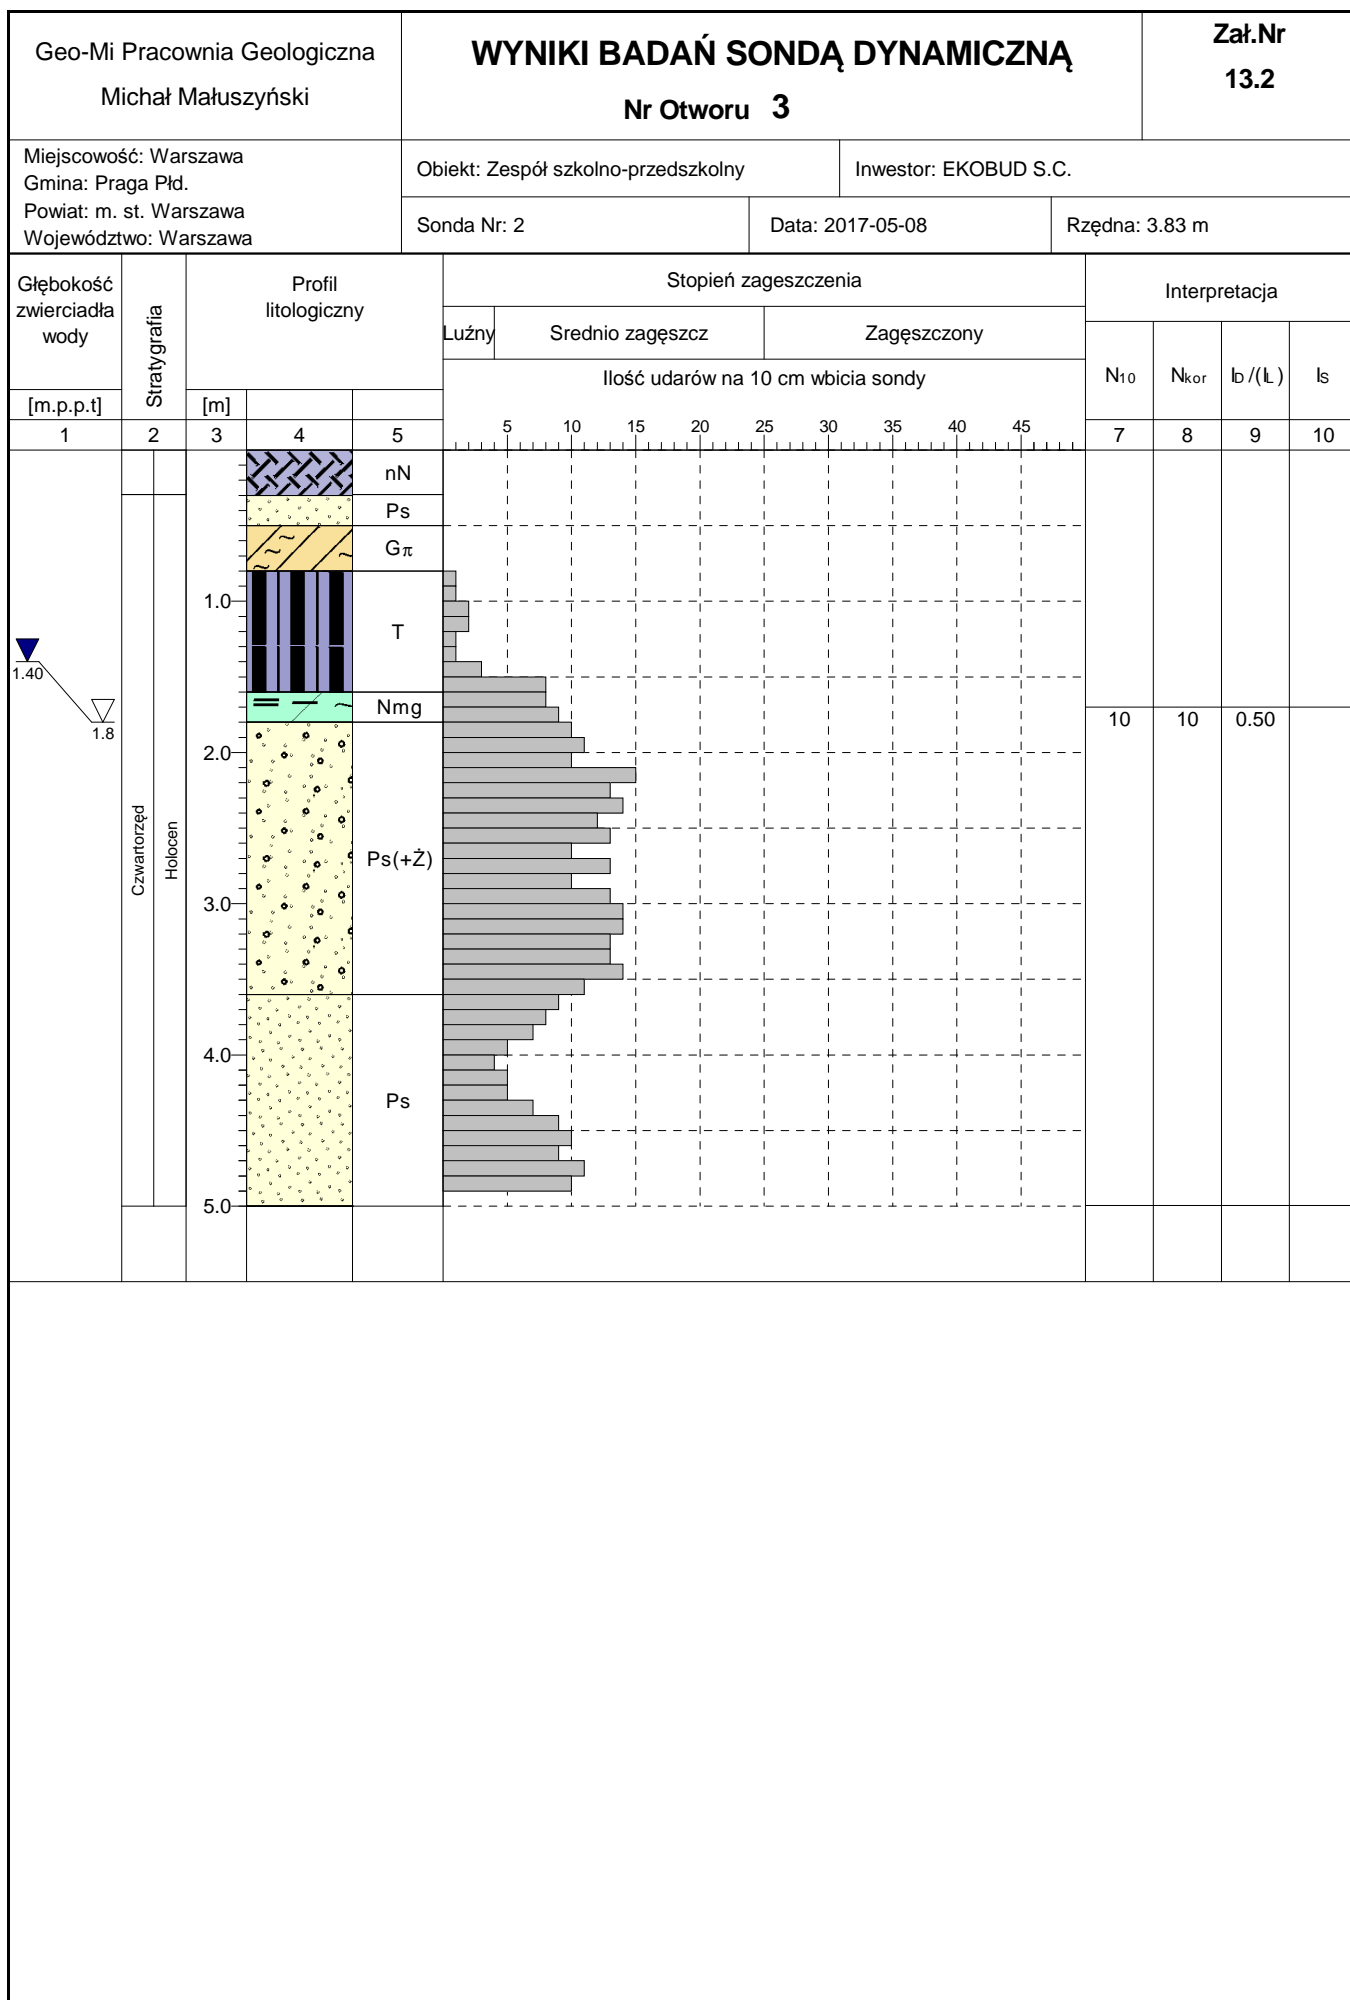 Geo-Mi Pracownia Geologiczna
Michał Małuszyński
WYNIKI BADAŃ SONDĄ DYNAMICZNĄ
Nr Otworu 3
Zał.Nr
13.2
Miejscowość: Warszawa
Gmina: Praga Płd.
Powiat: m. st. Warszawa
Województwo: Warszawa
Obiekt: Zespół szkolno-przedszkolny
Inwestor: EKOBUD S.C.
Sonda Nr: 2
Data: 2017-05-08
Rzędna: 3.83 m
Głębokość
zwierciadła
wody
[m.p.p.t]
Stratygrafia
Profil
litologiczny
[m]
Stopień zageszczenia
Luźny
Srednio zagęszcz
Zagęszczony
Ilość udarów na 10 cm wbicia sondy
Interpretacja
N10
Nkor
ID/(IL)
IS
1 2 3 4 5
5 10 15 20 25 30 35 40 45
7 8 9 10
nN
Ps
Gπ
1.0
T
1.40
Nmg
1.8
10 10 0.50
2.0
Czwartorzęd
Holocen
Ps(+Ż)
3.0
4.0
Ps
5.0